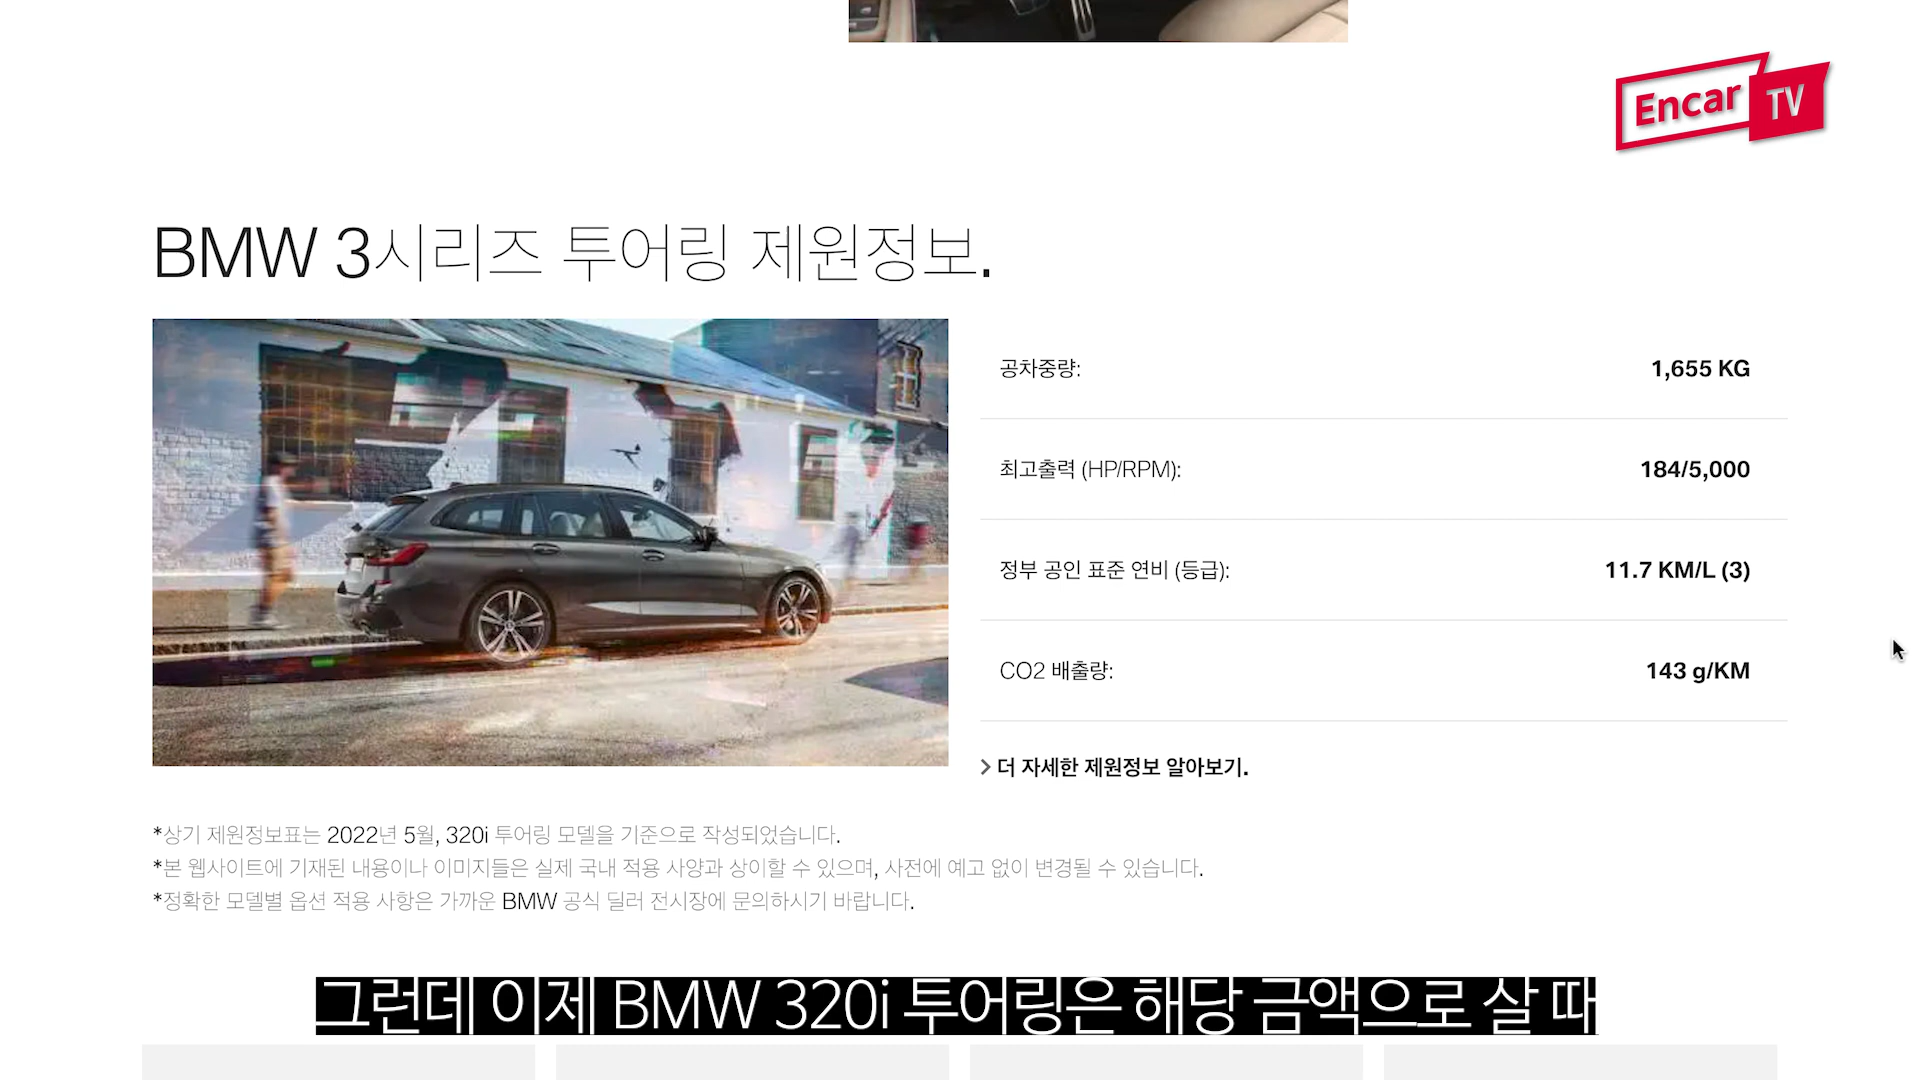 Encar TV
BMW 3시리즈 투어링 제원정보.
공차중량: 1,655 KG
최고출력 (HP/RPM): 184/5,000
정부 공인 표준 연비 (등급): 11.7 KM/L (3)
CO2 배출량: 143 g/KM
더 자세한 제원정보 알아보기.
*상기 제원정보표는 2022년 5월, 320i 투어링 모델을 기준으로 작성되었습니다.
*본 웹사이트에 기재된 내용이나 이미지들은 실제 국내 적용 사양과 상이할 수 있으며, 사전에 예고 없이 변경될 수 있습니다.
*정확한 모델별 옵션 적용 사항은 가까운 BMW 공식 딜러 전시장에 문의하시기 바랍니다.
그런데 이제 BMW 320i 투어링은 해당 금액으로 살 때